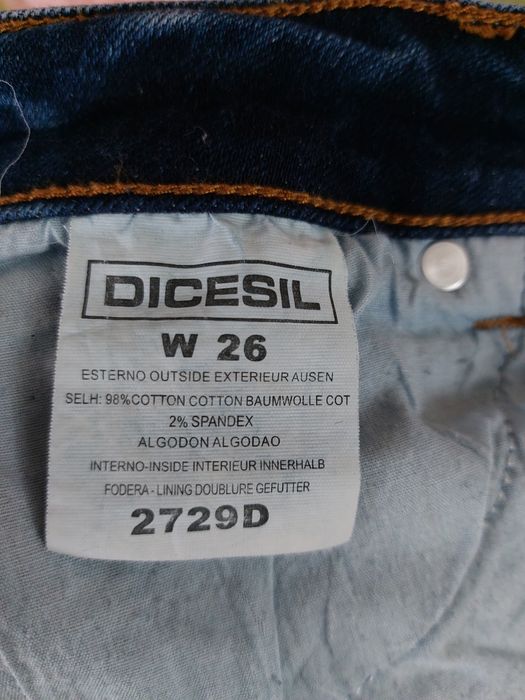 DICESIL
W 26
ESTERNO OUTSIDE EXTERIEUR AUSEN
SELH: 98%COTTON COTTON BAUMWOLLE COT
2% SPANDEX
ALGODON ALGODAO
INTERNO-INSIDE INTERIEUR INNERHALB
FODERA - LINING DOUBLURE GEFUTTER
2729D